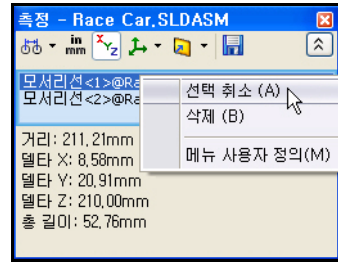 측정 - Race Car.SLDASM
in
mm
XYZ
모서리선<1>@Ra
모서리선<2>@Ra
선택 취소 (A)
삭제 (B)
메뉴 사용자 정의(M)
거리: 211.21mm
델타 X: 8.58mm
델타 Y: 20.91mm
델타 Z: 210.00mm
총 길이: 52.76mm